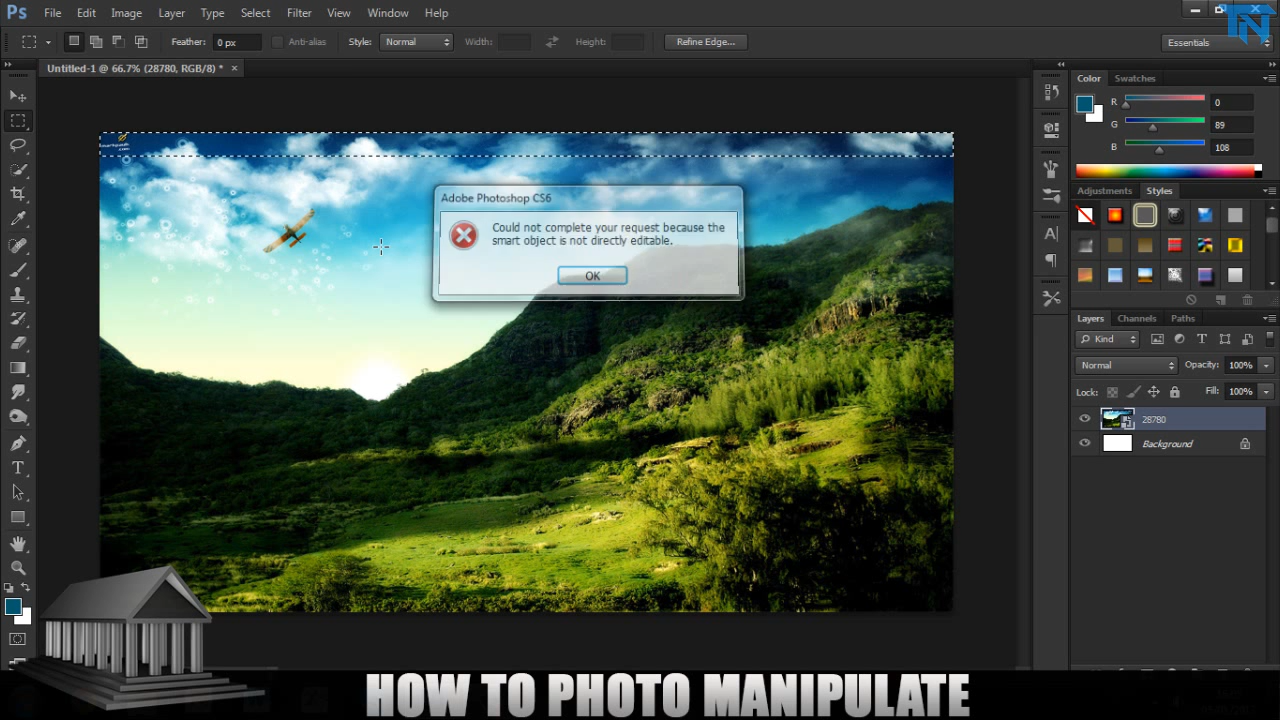 Ps File Edit Image Layer Type Select Filter View Window Help
TN
Feather: 0 px Anti-alias Style: Normal Width: Height: Refine Edge... Essentials
Untitled-1 @ 66.7% (28780, RGB/8) * ×
Color Swatches
R 0
G 89
B 108
Adjustments Styles
Adobe Photoshop CS6
Could not complete your request because the
smart object is not directly editable.
OK
Layers Channels Paths
Kind
Normal Opacity: 100%
Lock: Fill: 100%
28780
Background
HOW TO PHOTO MANIPULATE